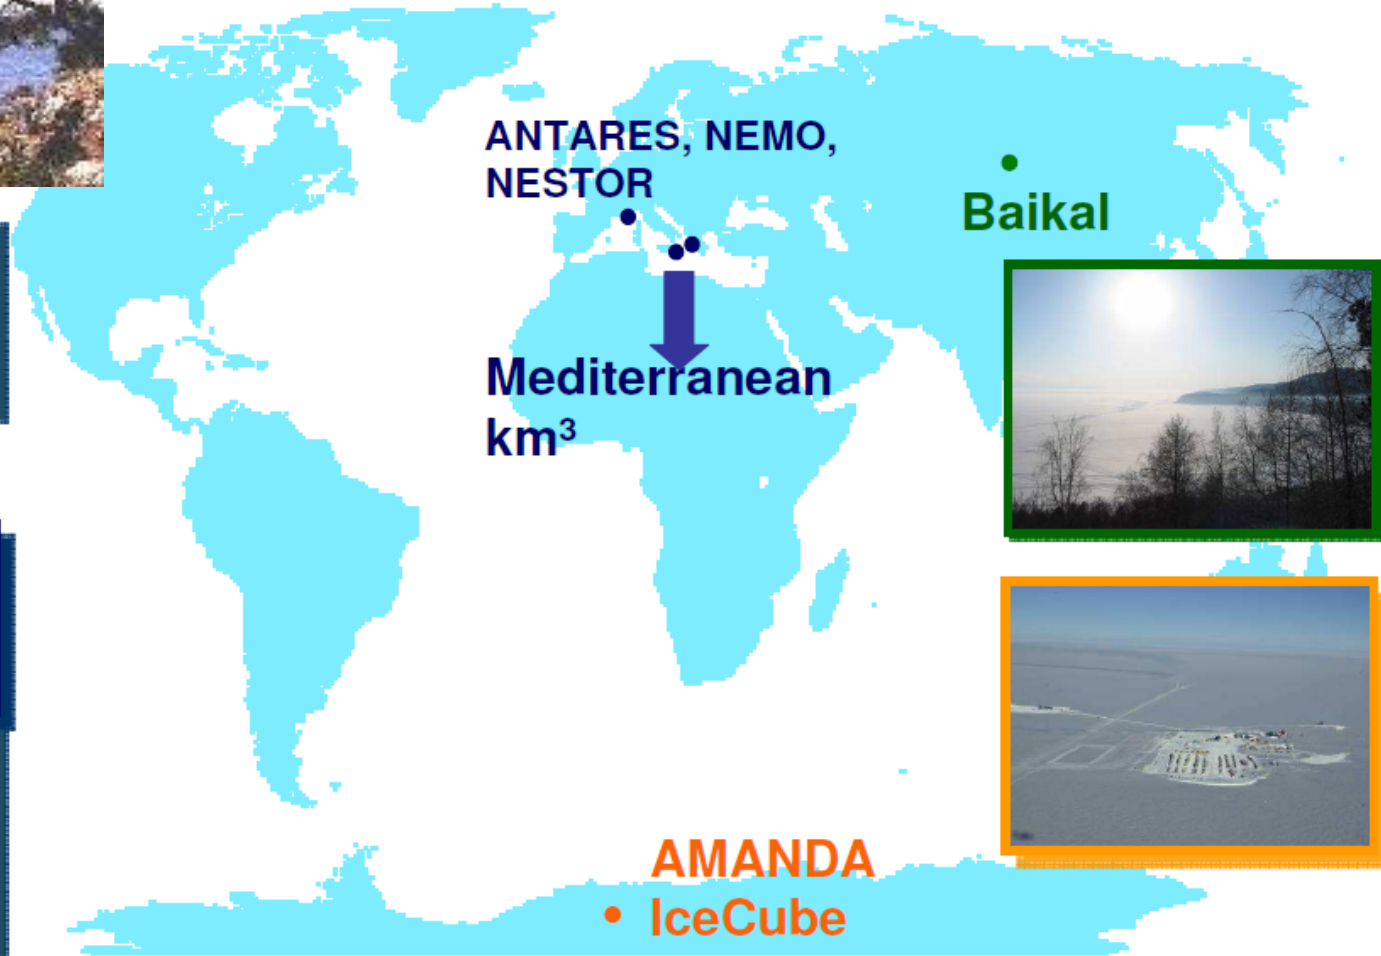 ANTARES, NEMO,
NESTOR
Baikal
Mediterranean
km³
AMANDA
IceCube